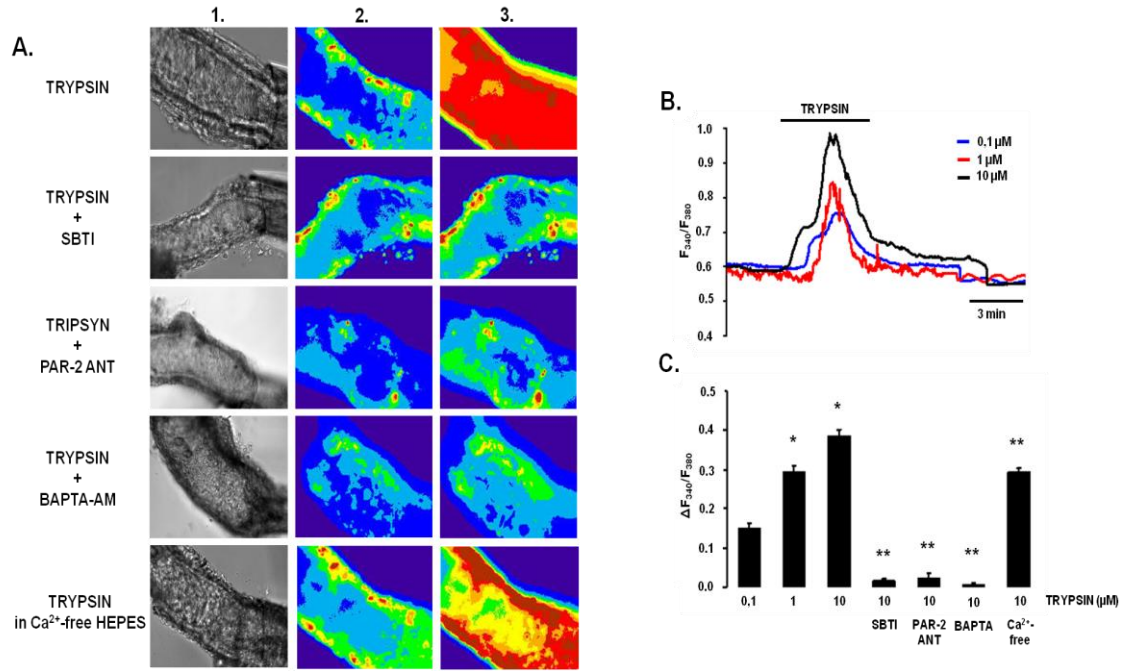 1. 2. 3.
A.
TRYPSIN
TRYPSIN
+
SBTI
TRIPSYN
+
PAR-2 ANT
TRYPSIN
+
BAPTA-AM
TRYPSIN
in Ca²⁺-free HEPES
B.
TRYPSIN
0.1 µM
1 µM
10 µM
1.0
0.9
0.8
0.7
0.6
0.5
0.4
F340/F380
3 min
C.
0.5
0.4
0.3
0.2
0.1
0.0
ΔF340/F380
* * ** ** ** **
0,1 1 10 10 10 10 10 TRYPSIN (µM)
SBTI PAR-2 BAPTA Ca²⁺-
ANT free